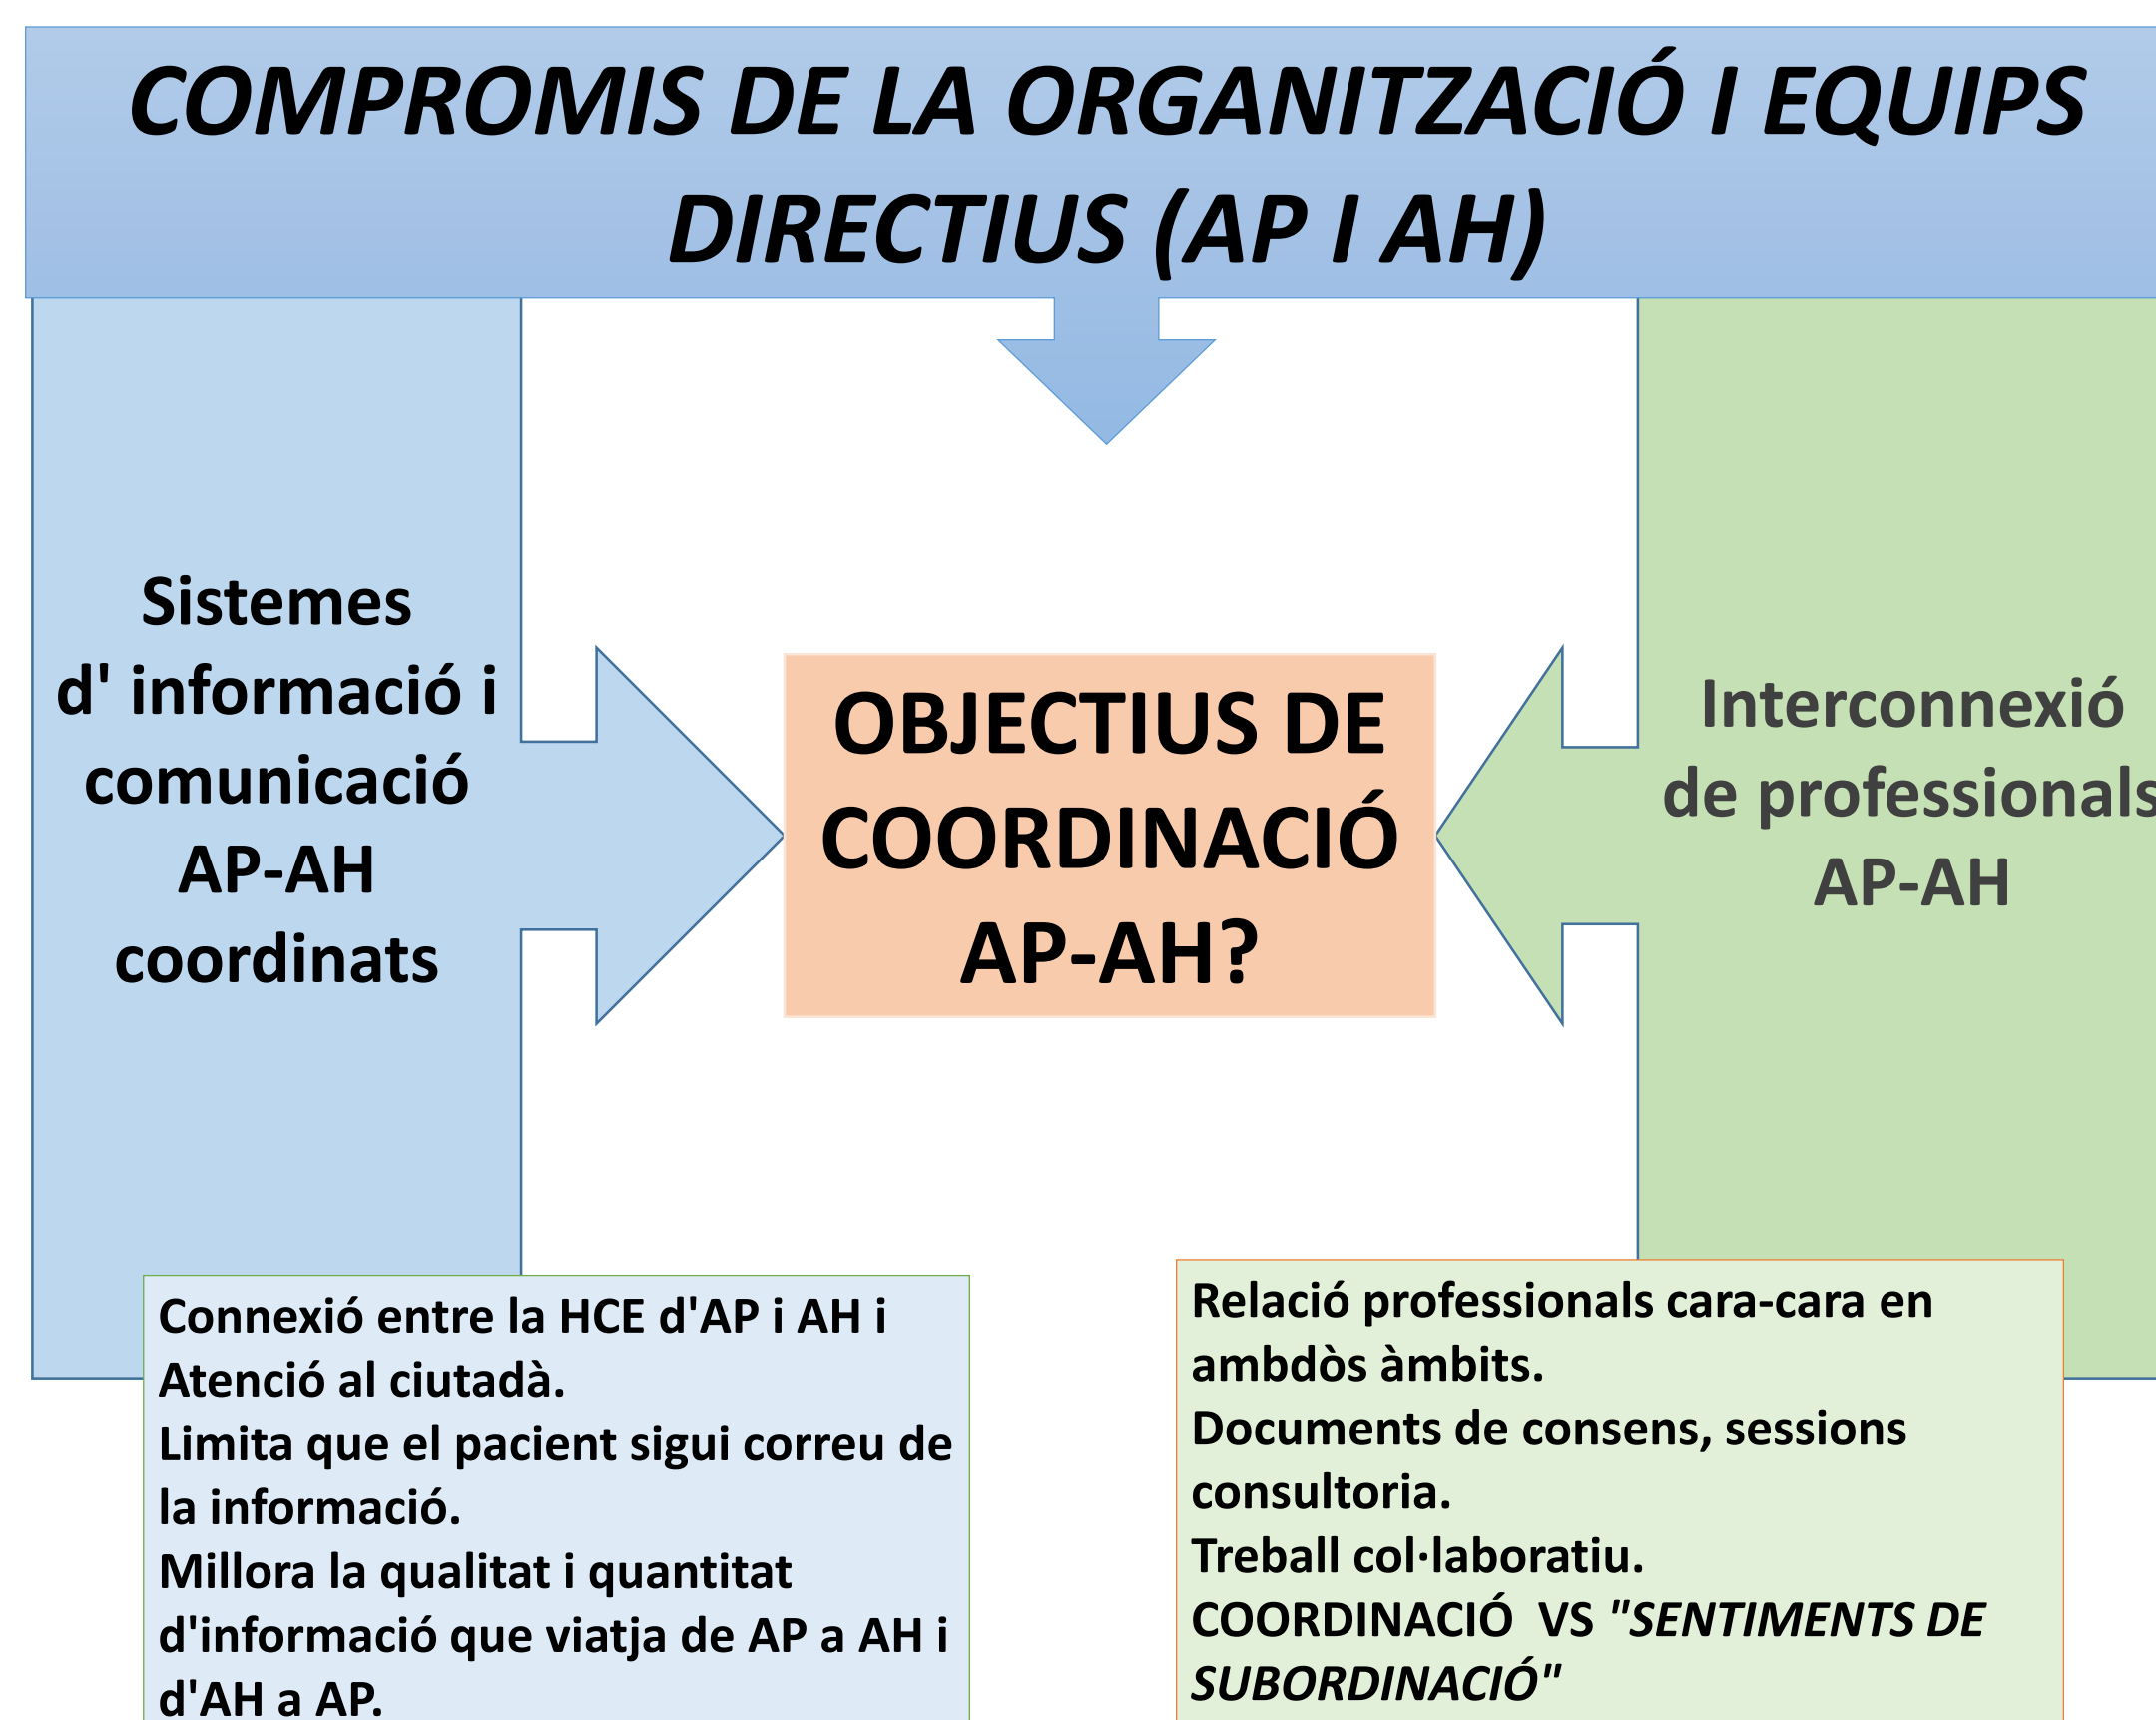 COMPROMIS DE LA ORGANITZACIÓ I EQUIPS
DIRECTIUS (AP I AH)
Sistemes
d' informació i
comunicació
AP-AH
coordinats
OBJECTIUS DE
COORDINACIÓ
AP-AH?
Interconnexió
de professionals
AP-AH
Connexió entre la HCE d'AP i AH i
Atenció al ciutadà.
Limita que el pacient sigui correu de
la informació.
Millora la qualitat i quantitat
d'informació que viatja de AP a AH i
d'AH a AP.
Relació professionals cara-cara en
ambdòs àmbits.
Documents de consens, sessions
consultoria.
Treball col·laboratiu.
COORDINACIÓ  VS "SENTIMENTS DE
SUBORDINACIÓ"